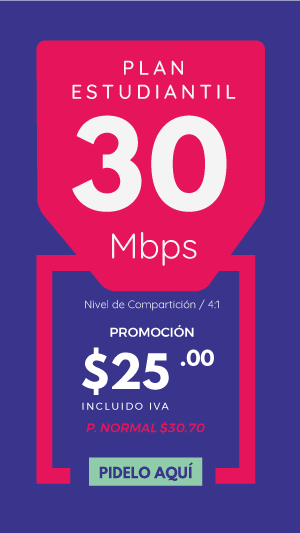 PLAN
ESTUDIANTIL
30
Mbps
Nivel de Compartición / 4:1
PROMOCIÓN
$25.00
INCLUIDO IVA
P. NORMAL $30.70
PIDELO AQUÍ